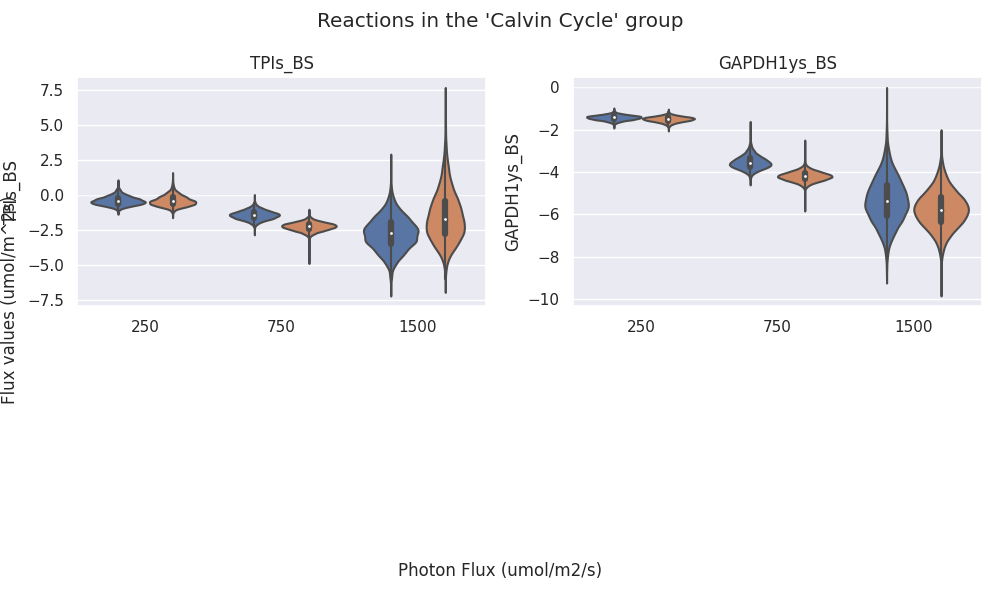 Reactions in the 'Calvin Cycle' group
TPIs_BS
GAPDH1ys_BS
7.5
5.0
2.5
0.0
−2.5
−5.0
−7.5
0
−2
−4
−6
−8
−10
TPIs_BS
GAPDH1ys_BS
Flux values (umol/m^2/s)
250
750
1500
250
750
1500
Photon Flux (umol/m2/s)